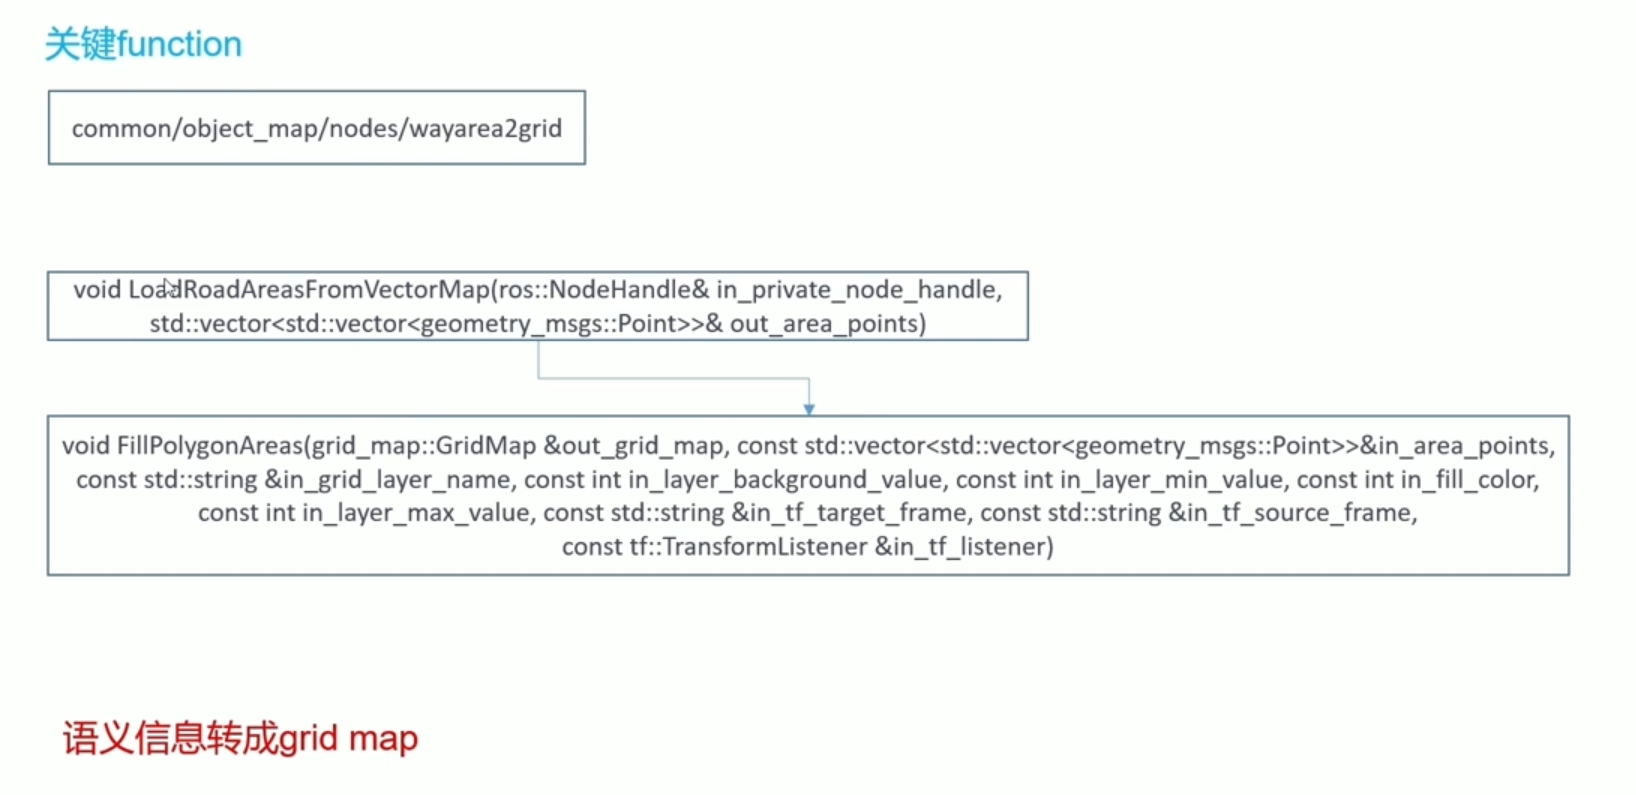 关键function
common/object_map/nodes/wayarea2grid
void LoadRoadAreasFromVectorMap(ros::NodeHandle& in_private_node_handle,
std::vector<std::vector<geometry_msgs::Point>>& out_area_points)
void FillPolygonAreas(grid_map::GridMap &out_grid_map, const std::vector<std::vector<geometry_msgs::Point>>&in_area_points,
const std::string &in_grid_layer_name, const int in_layer_background_value, const int in_layer_min_value, const int in_fill_color,
const int in_layer_max_value, const std::string &in_tf_target_frame, const std::string &in_tf_source_frame,
const tf::TransformListener &in_tf_listener)
语义信息转成grid map